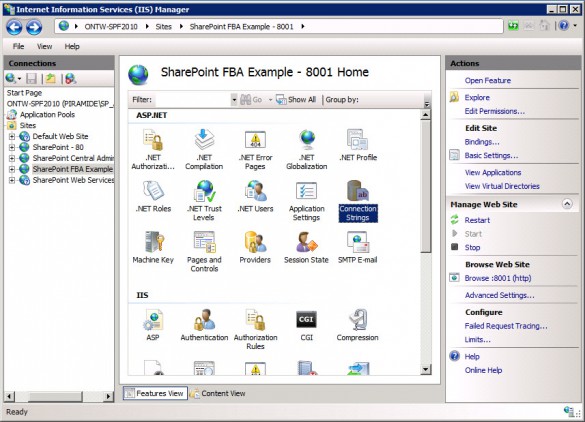 Internet Information Services (IIS) Manager
ONTW-SPF2010 Sites SharePoint FBA Example - 8001
File View Help
Connections
Start Page
ONTW-SPF2010 (PIRAMIDE\SP_
Application Pools
Sites
Default Web Site
SharePoint - 80
SharePoint Central Admin
SharePoint FBA Example
SharePoint Web Services
SharePoint FBA Example - 8001 Home
Filter: Go Show All Group by:
ASP.NET
.NET Authorizati... .NET Compilation .NET Error Pages .NET Globalization .NET Profile
.NET Roles .NET Trust Levels .NET Users Application Settings Connection Strings
Machine Key Pages and Controls Providers Session State SMTP E-mail
IIS
ASP Authentication Authorization Rules CGI Compression
Features View Content View
Actions
Open Feature
Explore
Edit Permissions...
Edit Site
Bindings...
Basic Settings...
View Applications
View Virtual Directories
Manage Web Site
Restart
Start
Stop
Browse Web Site
Browse :8001 (http)
Advanced Settings...
Configure
Failed Request Tracing...
Limits...
Help
Online Help
Ready